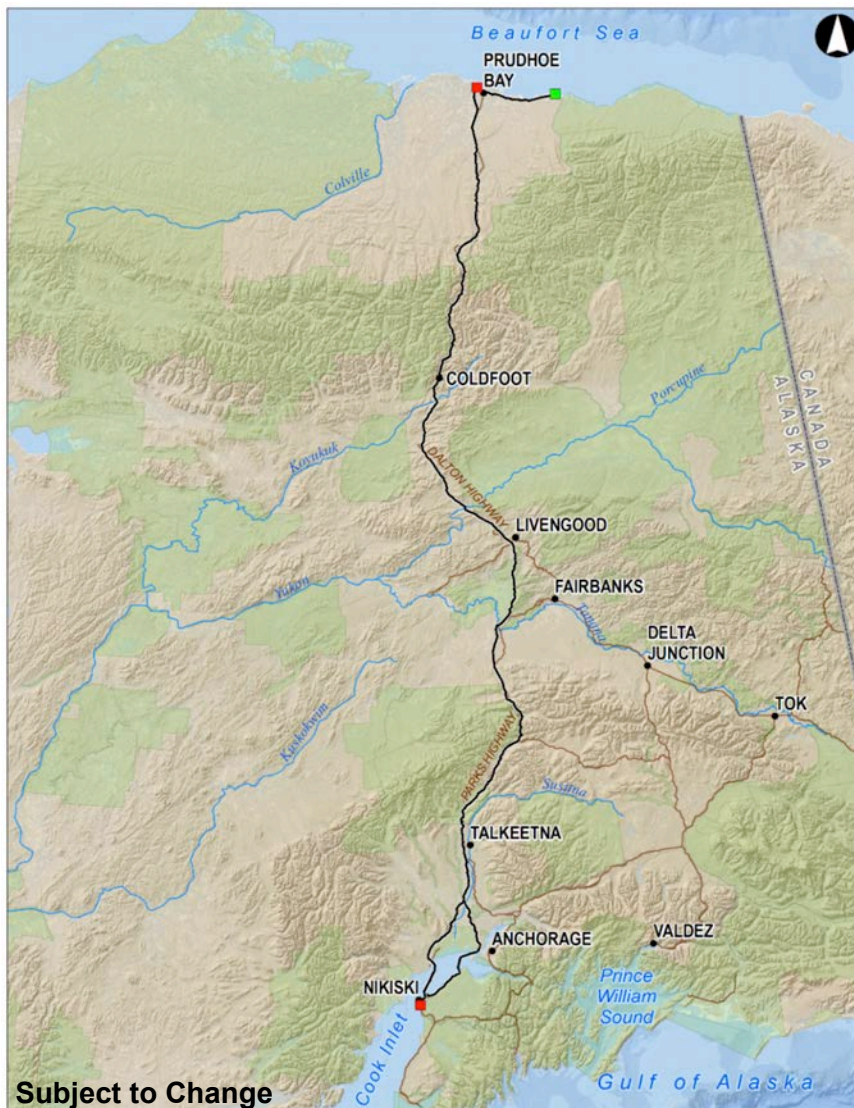 Beaufort Sea
PRUDHOE
BAY
Colville
COLDFOOT
Porcupine
CANADA
ALASKA
Koyukuk
DALTON HIGHWAY
LIVENGOOD
Yukon
FAIRBANKS
Tanana
DELTA
JUNCTION
TOK
Kuskokwim
PARKS HIGHWAY
Susitna
TALKEETNA
ANCHORAGE
VALDEZ
NIKISKI
Prince
William
Sound
Cook Inlet
Gulf of Alaska
Subject to Change